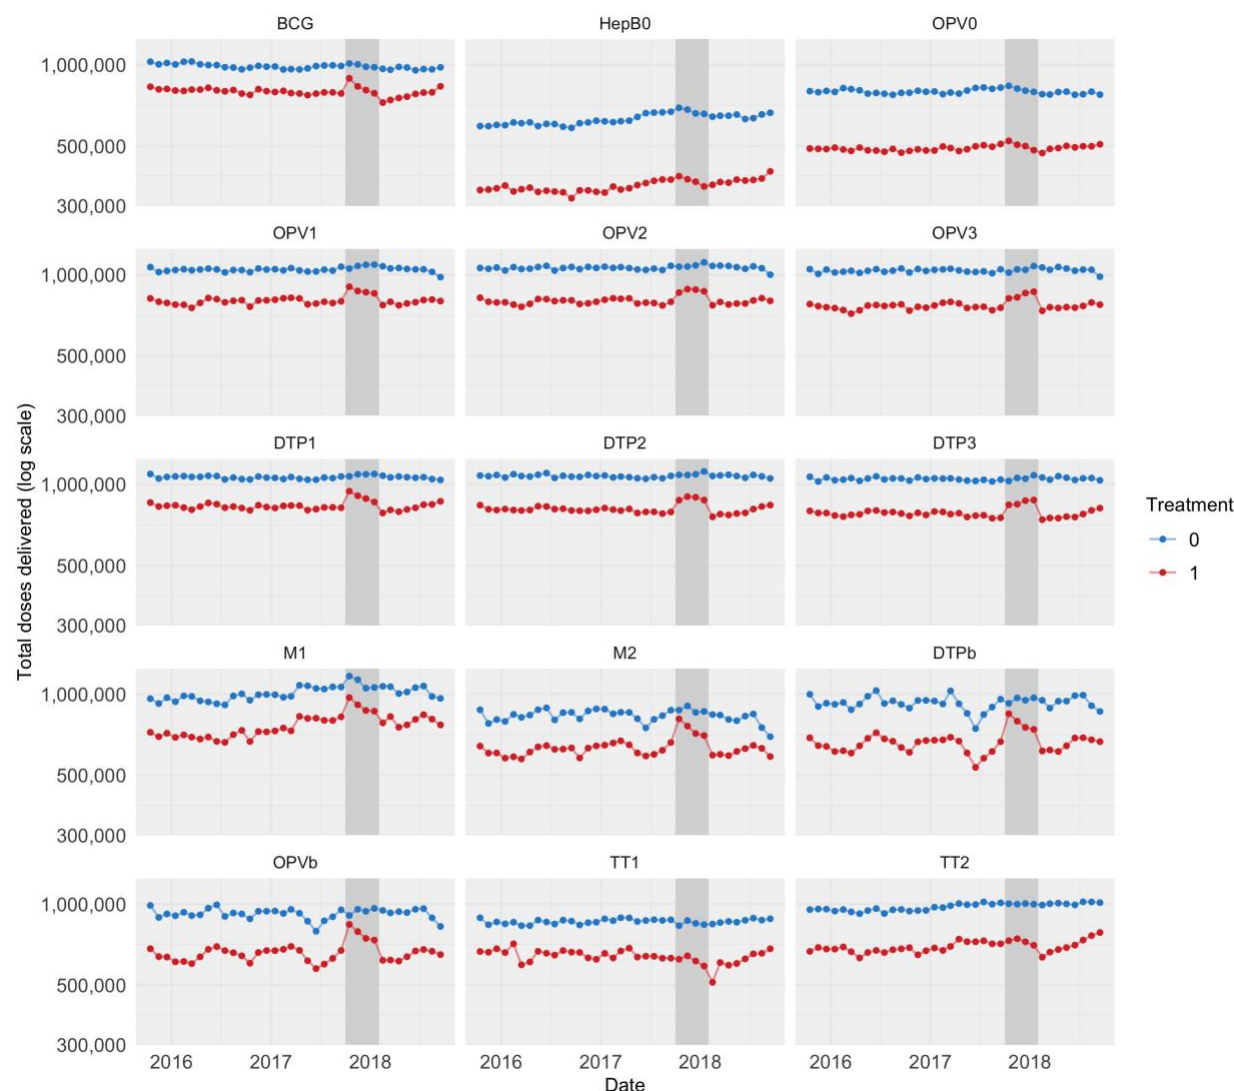 BCG HepB0 OPV0
1,000,000
500,000
300,000
OPV1 OPV2 OPV3
1,000,000
500,000
300,000
DTP1 DTP2 DTP3
1,000,000
500,000
300,000
M1 M2 DTPb
1,000,000
500,000
300,000
OPVb TT1 TT2
1,000,000
500,000
300,000
2016 2017 2018 2016 2017 2018 2016 2017 2018
Date
Total doses delivered (log scale)
Treatment
0
1